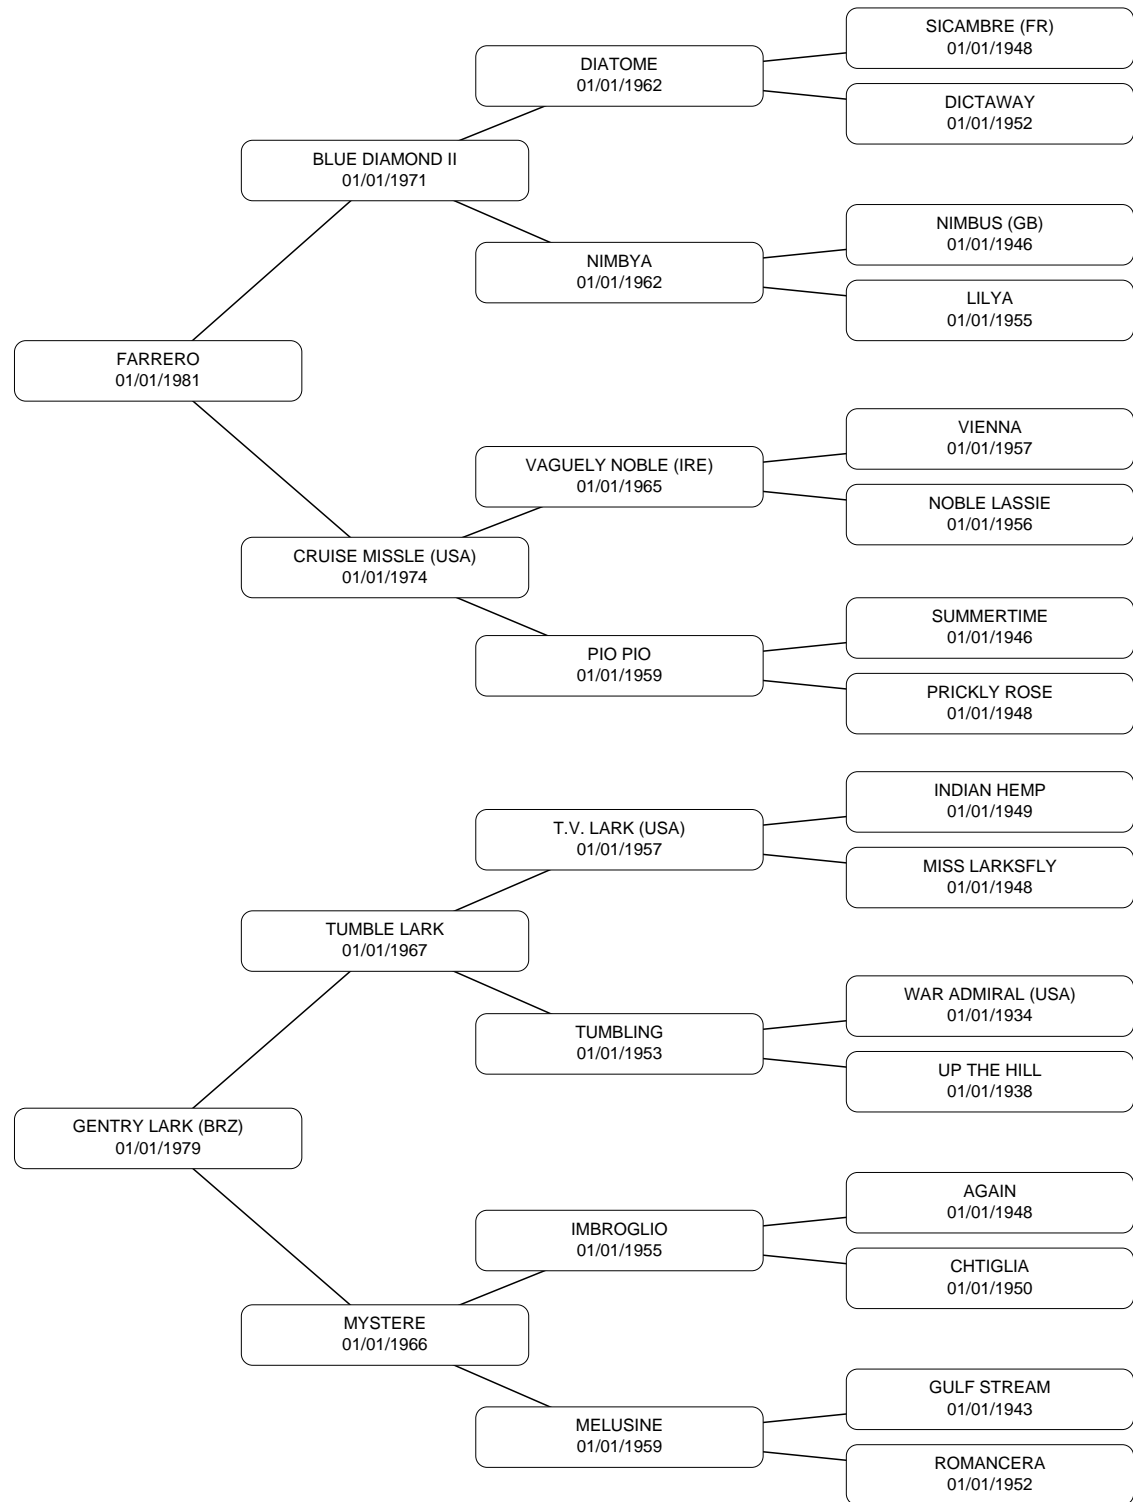 SICAMBRE (FR)
01/01/1948
DIATOME
01/01/1962
DICTAWAY
01/01/1952
BLUE DIAMOND II
01/01/1971
NIMBUS (GB)
01/01/1946
NIMBYA
01/01/1962
LILYA
01/01/1955
FARRERO
01/01/1981
VIENNA
01/01/1957
VAGUELY NOBLE (IRE)
01/01/1965
NOBLE LASSIE
01/01/1956
CRUISE MISSLE (USA)
01/01/1974
SUMMERTIME
01/01/1946
PIO PIO
01/01/1959
PRICKLY ROSE
01/01/1948
INDIAN HEMP
01/01/1949
T.V. LARK (USA)
01/01/1957
MISS LARKSFLY
01/01/1948
TUMBLE LARK
01/01/1967
WAR ADMIRAL (USA)
01/01/1934
TUMBLING
01/01/1953
UP THE HILL
01/01/1938
GENTRY LARK (BRZ)
01/01/1979
AGAIN
01/01/1948
IMBROGLIO
01/01/1955
CHTIGLIA
01/01/1950
MYSTERE
01/01/1966
GULF STREAM
01/01/1943
MELUSINE
01/01/1959
ROMANCERA
01/01/1952